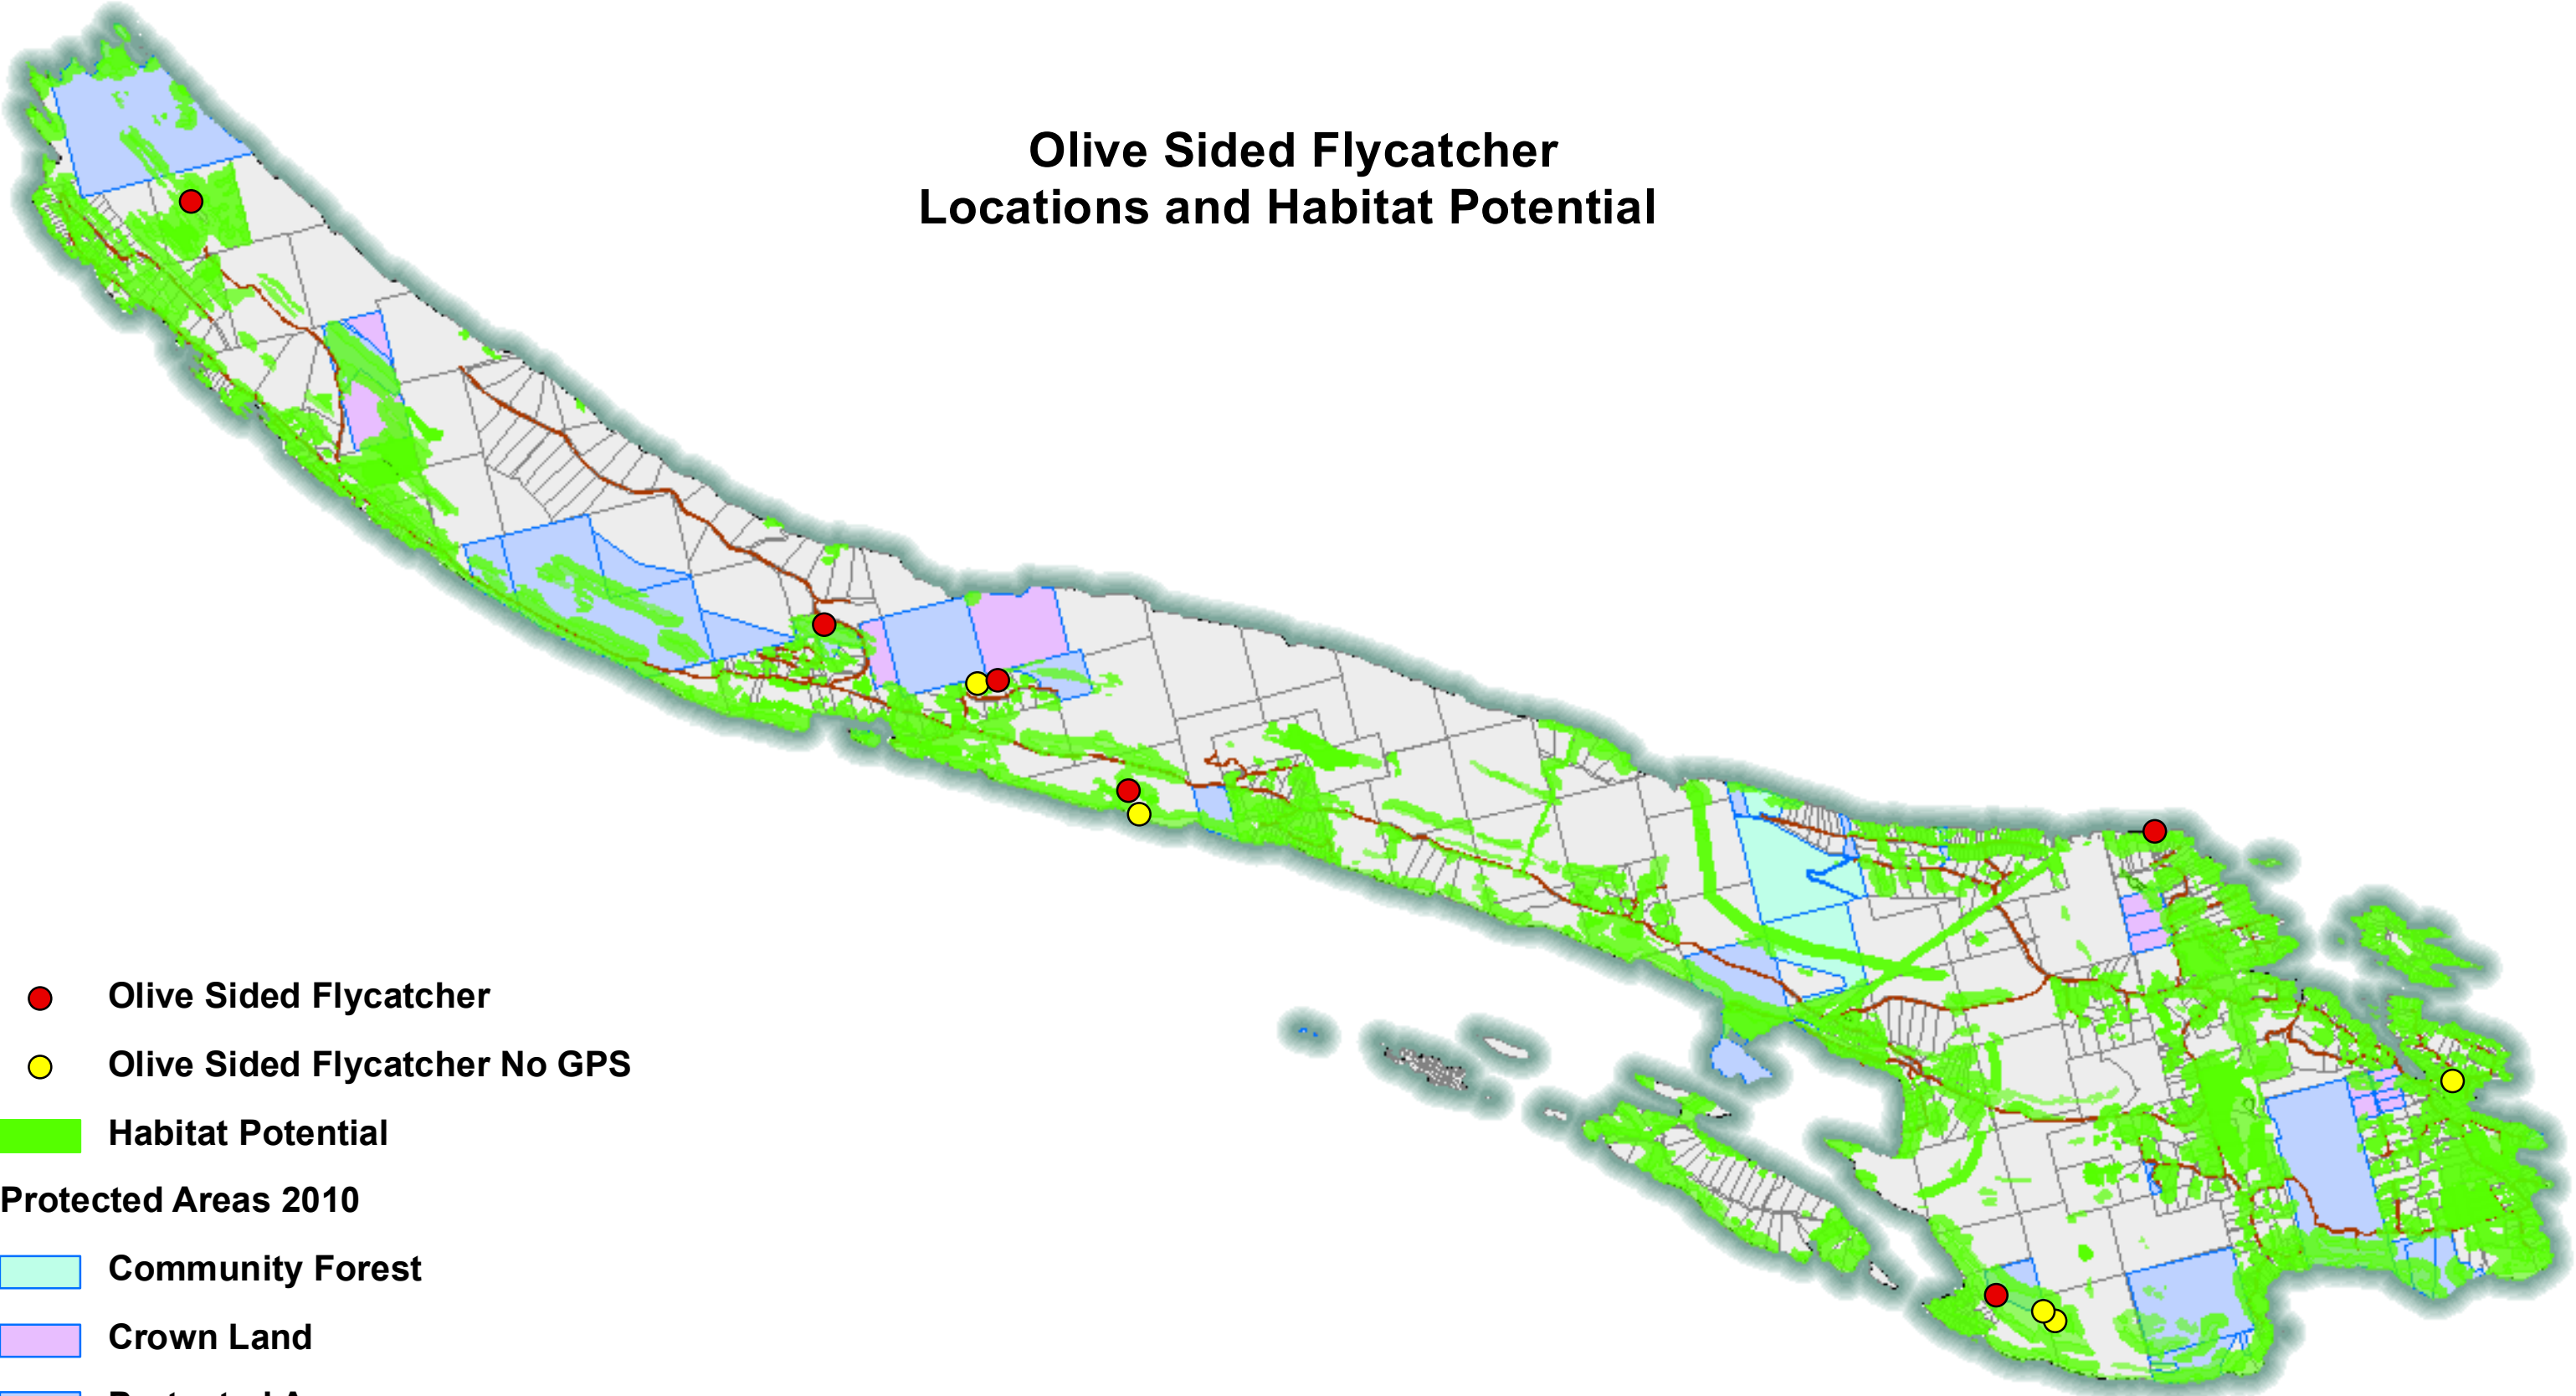 Olive Sided Flycatcher
Locations and Habitat Potential
Olive Sided Flycatcher
Olive Sided Flycatcher No GPS
Habitat Potential
Protected Areas 2010
Community Forest
Crown Land